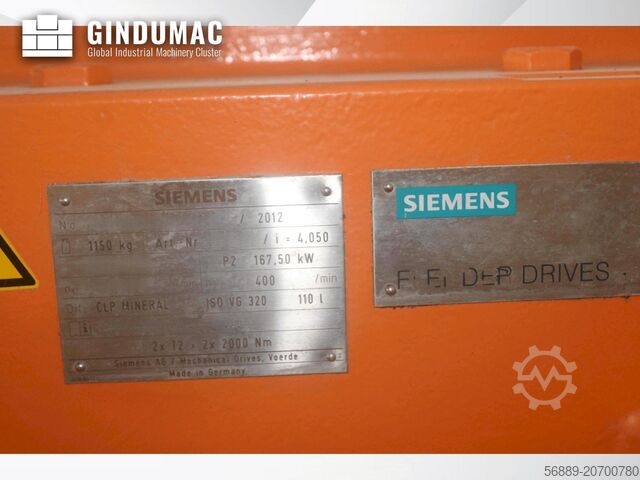 GINDUMAC
Global Industrial Machinery Cluster
SIEMENS
No / 2012
1150 kg Art.-Nr / i = 4,050
P2 167,50 kW
400 /min
CLP MINERAL ISO VG 320 110 l
2x 12 - 2x 2000 Nm
Siemens AG / Mechanical Drives, Voerde
Made in Germany
SIEMENS
DRIVES
56889-20700780